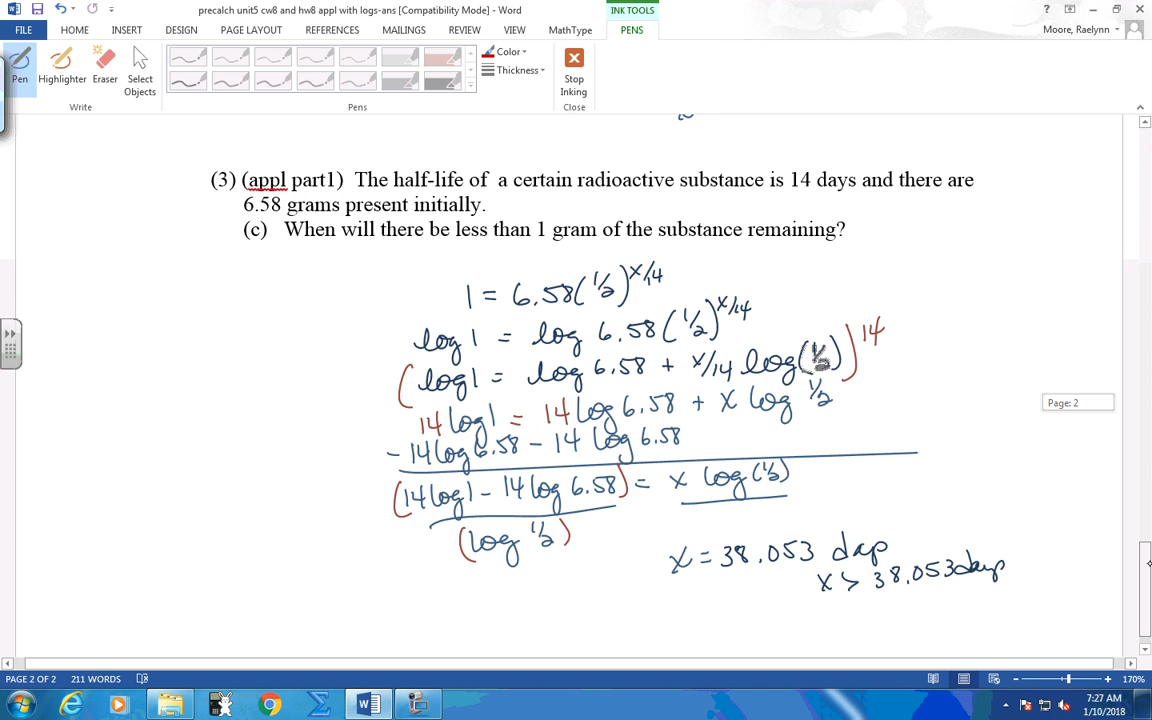 precalch unit5 cw8 and hw8 appl with logs-ans [Compatibility Mode] - Word
INK TOOLS
FILE HOME INSERT DESIGN PAGE LAYOUT REFERENCES MAILINGS REVIEW VIEW MathType PENS
Moore, Raelynn
Pen Highlighter Eraser Select Objects
Color
Thickness
Stop Inking
Write Pens Close
(3) (appl part1) The half-life of a certain radioactive substance is 14 days and there are
6.58 grams present initially.
(c) When will there be less than 1 gram of the substance remaining?
1 = 6.58(1/2)^x/14
log 1 = log 6.58(1/2)^x/14
(log 1 = log 6.58 + x/14 log(1/2))14
14 log 1 = 14 log 6.58 + x log 1/2
- 14 log 6.58 - 14 log 6.58
(14 log 1 - 14 log 6.58) = x log (1/2)
(log 1/2)
x = 38.053 days
x > 38.053 days
Page: 2
PAGE 2 OF 2 211 WORDS
170%
7:27 AM
1/10/2018